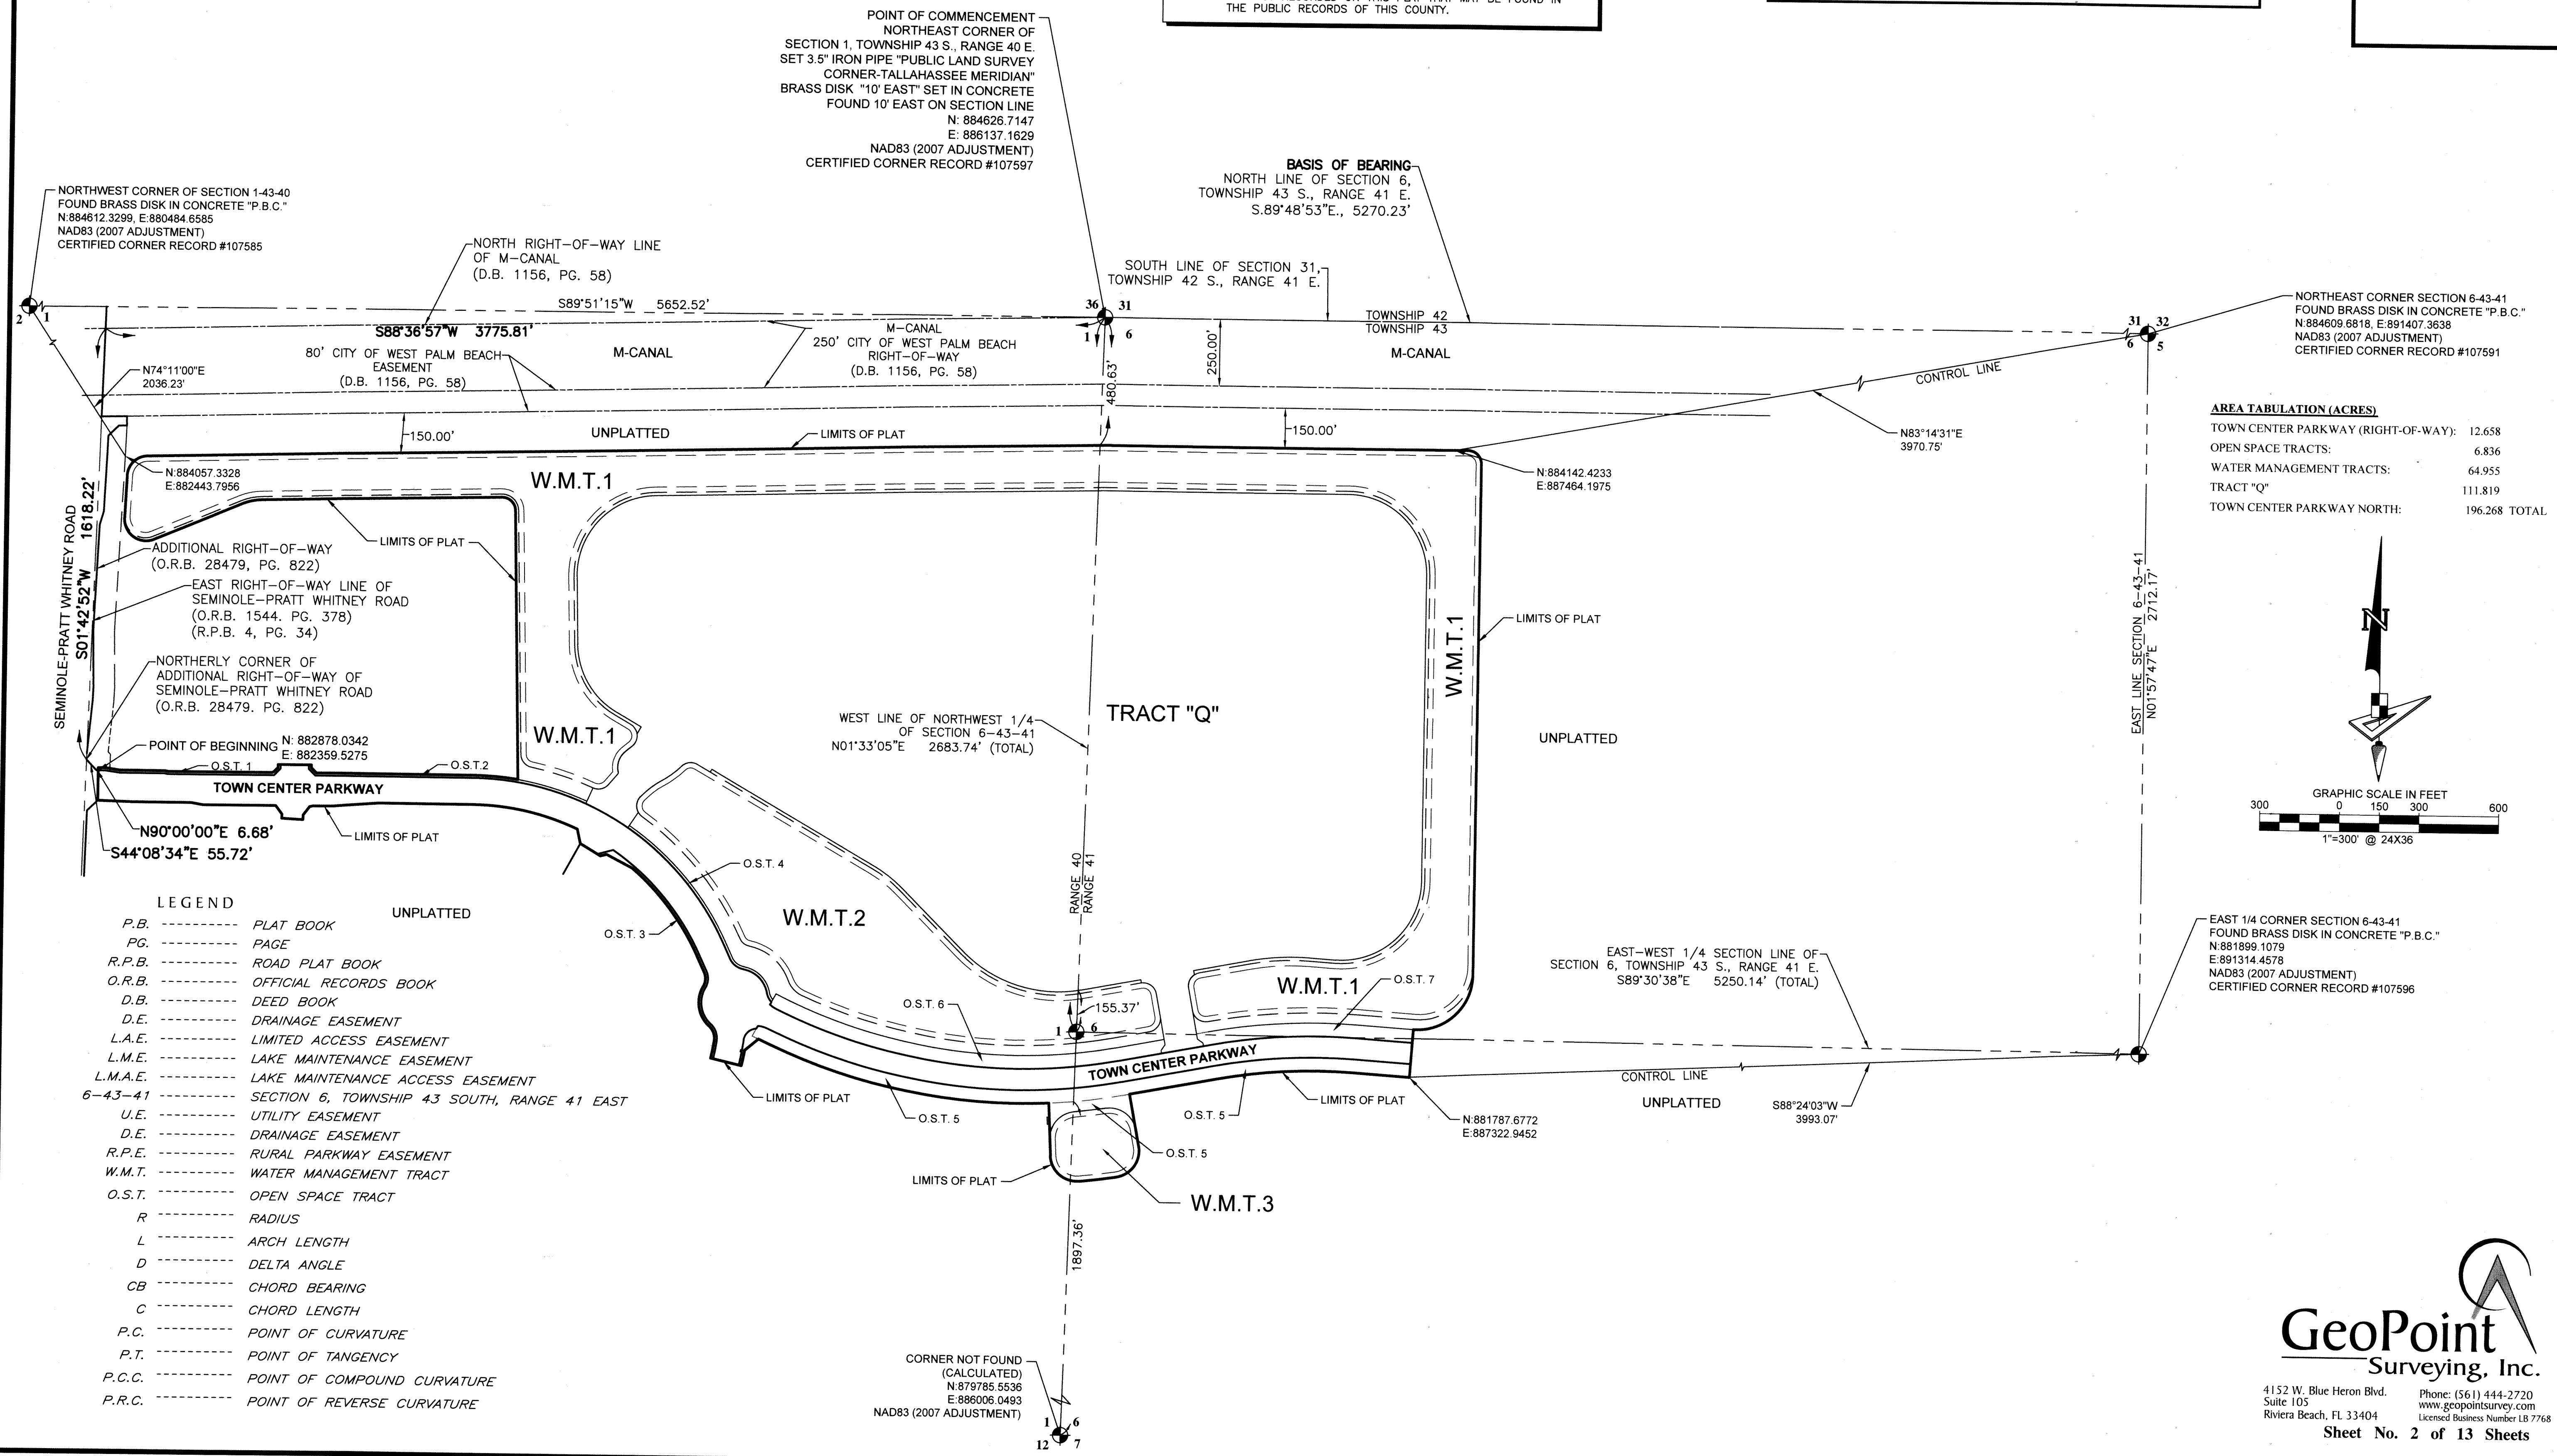 THE PUBLIC RECORDS OF THIS COUNTY.
POINT OF COMMENCEMENT
NORTHEAST CORNER OF
SECTION 1, TOWNSHIP 43 S., RANGE 40 E.
SET 3.5" IRON PIPE "PUBLIC LAND SURVEY
CORNER-TALLAHASSEE MERIDIAN"
BRASS DISK "10' EAST" SET IN CONCRETE
FOUND 10' EAST ON SECTION LINE
N: 884626.7147
E: 886137.1629
NAD83 (2007 ADJUSTMENT)
CERTIFIED CORNER RECORD #107597
BASIS OF BEARING
NORTH LINE OF SECTION 6,
TOWNSHIP 43 S., RANGE 41 E.
S.89°48'53"E., 5270.23'
NORTHWEST CORNER OF SECTION 1-43-40
FOUND BRASS DISK IN CONCRETE "P.B.C."
N:884612.3299, E:880484.6585
NAD83 (2007 ADJUSTMENT)
CERTIFIED CORNER RECORD #107585
NORTH RIGHT-OF-WAY LINE
OF M-CANAL
(D.B. 1156, PG. 58)
SOUTH LINE OF SECTION 31,
TOWNSHIP 42 S., RANGE 41 E.
NORTHEAST CORNER SECTION 6-43-41
FOUND BRASS DISK IN CONCRETE "P.B.C."
N:884609.6818, E:891407.3638
NAD83 (2007 ADJUSTMENT)
CERTIFIED CORNER RECORD #107591
2 1
S89°51'15"W 5652.52'
36 31
1 6
TOWNSHIP 42
TOWNSHIP 43
31 32
6 5
S88°36'57"W 3775.81'
80' CITY OF WEST PALM BEACH
EASEMENT
(D.B. 1156, PG. 58)
M-CANAL
M-CANAL
250' CITY OF WEST PALM BEACH
RIGHT-OF-WAY
(D.B. 1156, PG. 58)
480.63'
250.00'
M-CANAL
CONTROL LINE
N74°11'00"E
2036.23'
150.00'
UNPLATTED
LIMITS OF PLAT
150.00'
N83°14'31"E
3970.75'
AREA TABULATION (ACRES)
TOWN CENTER PARKWAY (RIGHT-OF-WAY): 12.658
OPEN SPACE TRACTS: 6.836
WATER MANAGEMENT TRACTS: 64.955
TRACT "Q" 111.819
TOWN CENTER PARKWAY NORTH: 196.268 TOTAL
N:884057.3328
E:882443.7956
W.M.T.1
N:884142.4233
E:887464.1975
SEMINOLE-PRATT WHITNEY ROAD
S01°42'52"W 1618.22'
LIMITS OF PLAT
ADDITIONAL RIGHT-OF-WAY
(O.R.B. 28479, PG. 822)
EAST RIGHT-OF-WAY LINE OF
SEMINOLE-PRATT WHITNEY ROAD
(O.R.B. 1544. PG. 378)
(R.P.B. 4, PG. 34)
LIMITS OF PLAT
W.M.T.1
EAST LINE SECTION 6-43-41
N01°57'47"E 2712.17'
N
NORTHERLY CORNER OF
ADDITIONAL RIGHT-OF-WAY OF
SEMINOLE-PRATT WHITNEY ROAD
(O.R.B. 28479. PG. 822)
W.M.T.1
WEST LINE OF NORTHWEST 1/4
OF SECTION 6-43-41
N01°33'05"E 2683.74' (TOTAL)
TRACT "Q"
UNPLATTED
POINT OF BEGINNING
N: 882878.0342
E: 882359.5275
O.S.T. 1
O.S.T.2
TOWN CENTER PARKWAY
GRAPHIC SCALE IN FEET
300 0 150 300 600
1"=300' @ 24X36
N90°00'00"E 6.68'
LIMITS OF PLAT
S44°08'34"E 55.72'
O.S.T. 4
RANGE 40
RANGE 41
LEGEND
UNPLATTED
W.M.T.2
O.S.T. 3
P.B. ---------- PLAT BOOK
PG. ---------- PAGE
R.P.B. ---------- ROAD PLAT BOOK
O.R.B. ---------- OFFICIAL RECORDS BOOK
D.B. ---------- DEED BOOK
D.E. ---------- DRAINAGE EASEMENT
L.A.E. ---------- LIMITED ACCESS EASEMENT
L.M.E. ---------- LAKE MAINTENANCE EASEMENT
L.M.A.E. ---------- LAKE MAINTENANCE ACCESS EASEMENT
6-43-41 ---------- SECTION 6, TOWNSHIP 43 SOUTH, RANGE 41 EAST
U.E. ---------- UTILITY EASEMENT
D.E. ---------- DRAINAGE EASEMENT
R.P.E. ---------- RURAL PARKWAY EASEMENT
W.M.T. ---------- WATER MANAGEMENT TRACT
O.S.T. ---------- OPEN SPACE TRACT
R ---------- RADIUS
L ---------- ARCH LENGTH
D ---------- DELTA ANGLE
CB ---------- CHORD BEARING
C ---------- CHORD LENGTH
P.C. ---------- POINT OF CURVATURE
P.T. ---------- POINT OF TANGENCY
P.C.C. ---------- POINT OF COMPOUND CURVATURE
P.R.C. ---------- POINT OF REVERSE CURVATURE
EAST 1/4 CORNER SECTION 6-43-41
FOUND BRASS DISK IN CONCRETE "P.B.C."
N:881899.1079
E:891314.4578
NAD83 (2007 ADJUSTMENT)
CERTIFIED CORNER RECORD #107596
EAST-WEST 1/4 SECTION LINE OF
SECTION 6, TOWNSHIP 43 S., RANGE 41 E.
S89°30'38"E 5250.14' (TOTAL)
W.M.T.1
O.S.T. 7
O.S.T. 6
155.37'
1 6
TOWN CENTER PARKWAY
CONTROL LINE
LIMITS OF PLAT
O.S.T. 5
O.S.T. 5
LIMITS OF PLAT
UNPLATTED
S88°24'03"W
3993.07'
N:881787.6772
E:887322.9452
O.S.T. 5
LIMITS OF PLAT
W.M.T.3
1897.36'
CORNER NOT FOUND
(CALCULATED)
N:879785.5536
E:886006.0493
NAD83 (2007 ADJUSTMENT)
1 6
12 7
GeoPoint
Surveying, Inc.
4152 W. Blue Heron Blvd. Phone: (561) 444-2720
Suite 105 www.geopointsurvey.com
Riviera Beach, FL 33404 Licensed Business Number LB 7768
Sheet No. 2 of 13 Sheets